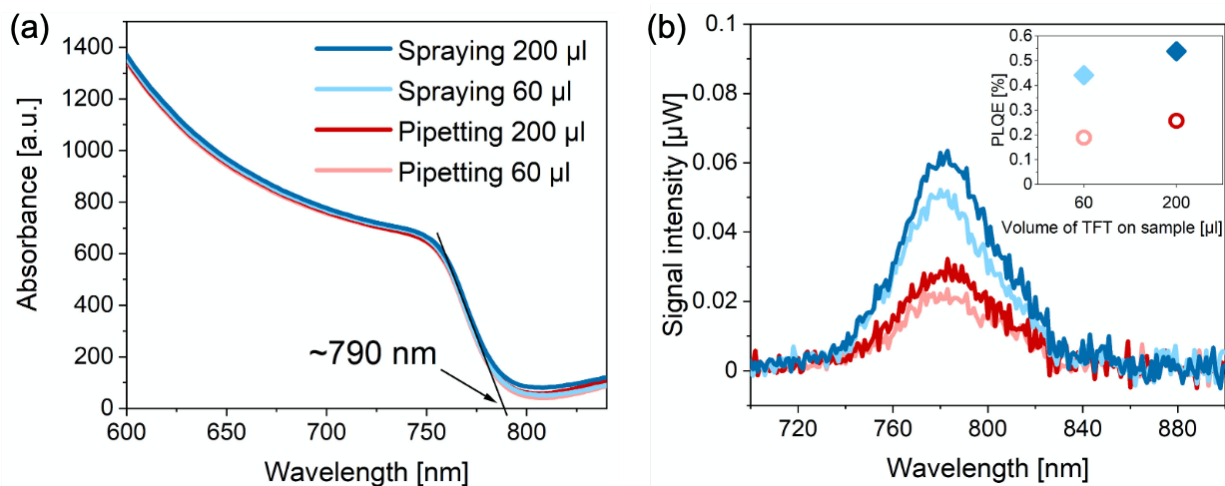 (a)
Absorbance [a.u.]
1400
1200
1000
800
600
400
200
0
Spraying 200 µl
Spraying 60 µl
Pipetting 200 µl
Pipetting 60 µl
~790 nm
600
650
700
750
800
Wavelength [nm]
(b)
Signal intensity [µW]
0.1
0.08
0.06
0.04
0.02
0
720
760
800
840
880
Wavelength [nm]
PLQE [%]
0.6
0.5
0.4
0.3
0.2
0.1
0
60
200
Volume of TFT on sample [µl]